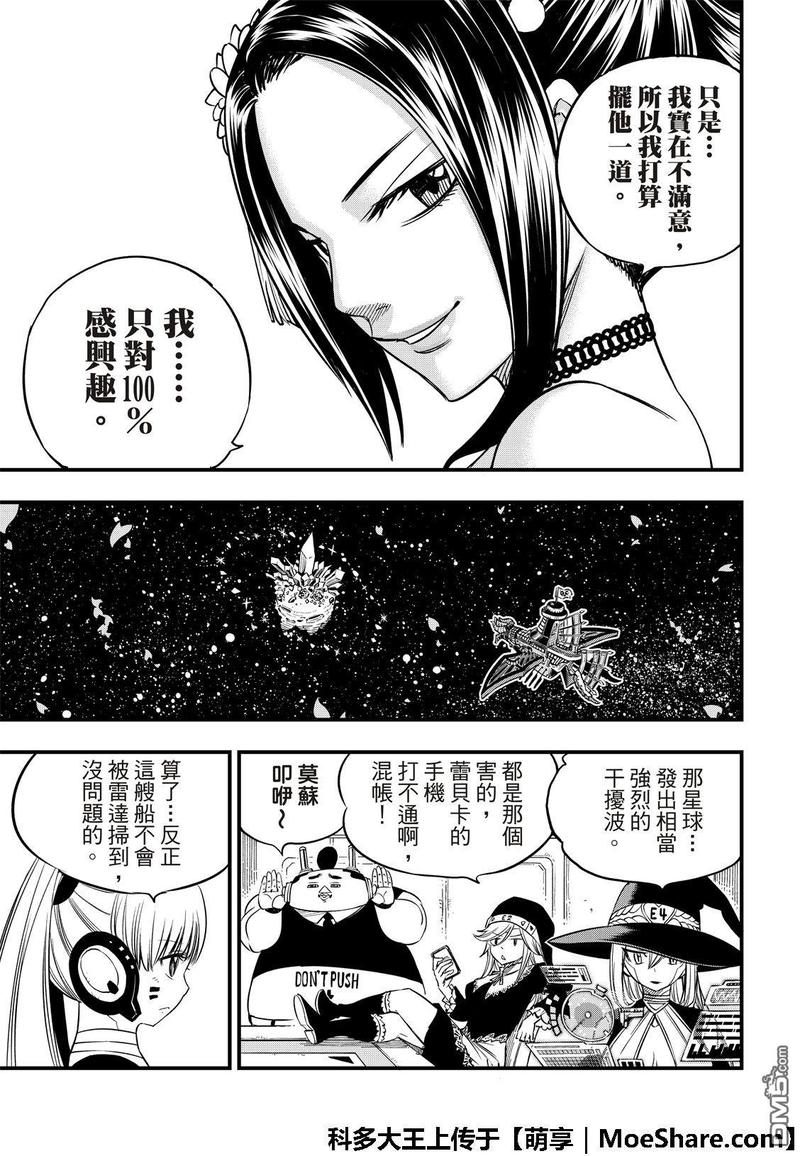 只是…
我實在不滿意，
所以我打算
擺他一道。
我……
只對100%
感興趣。
那星球…
發出相當
強烈的
干擾波。
都是那個
害的，
蕾貝卡的
手機
打不通啊，
混帳！
莫蘇
叩咿～
算了…反正
這艘船不會
被雷達掃到，
沒問題的。
E4
E2
DON'T PUSH
DM5.com
科多大王上传于【萌享｜MoeShare.com】